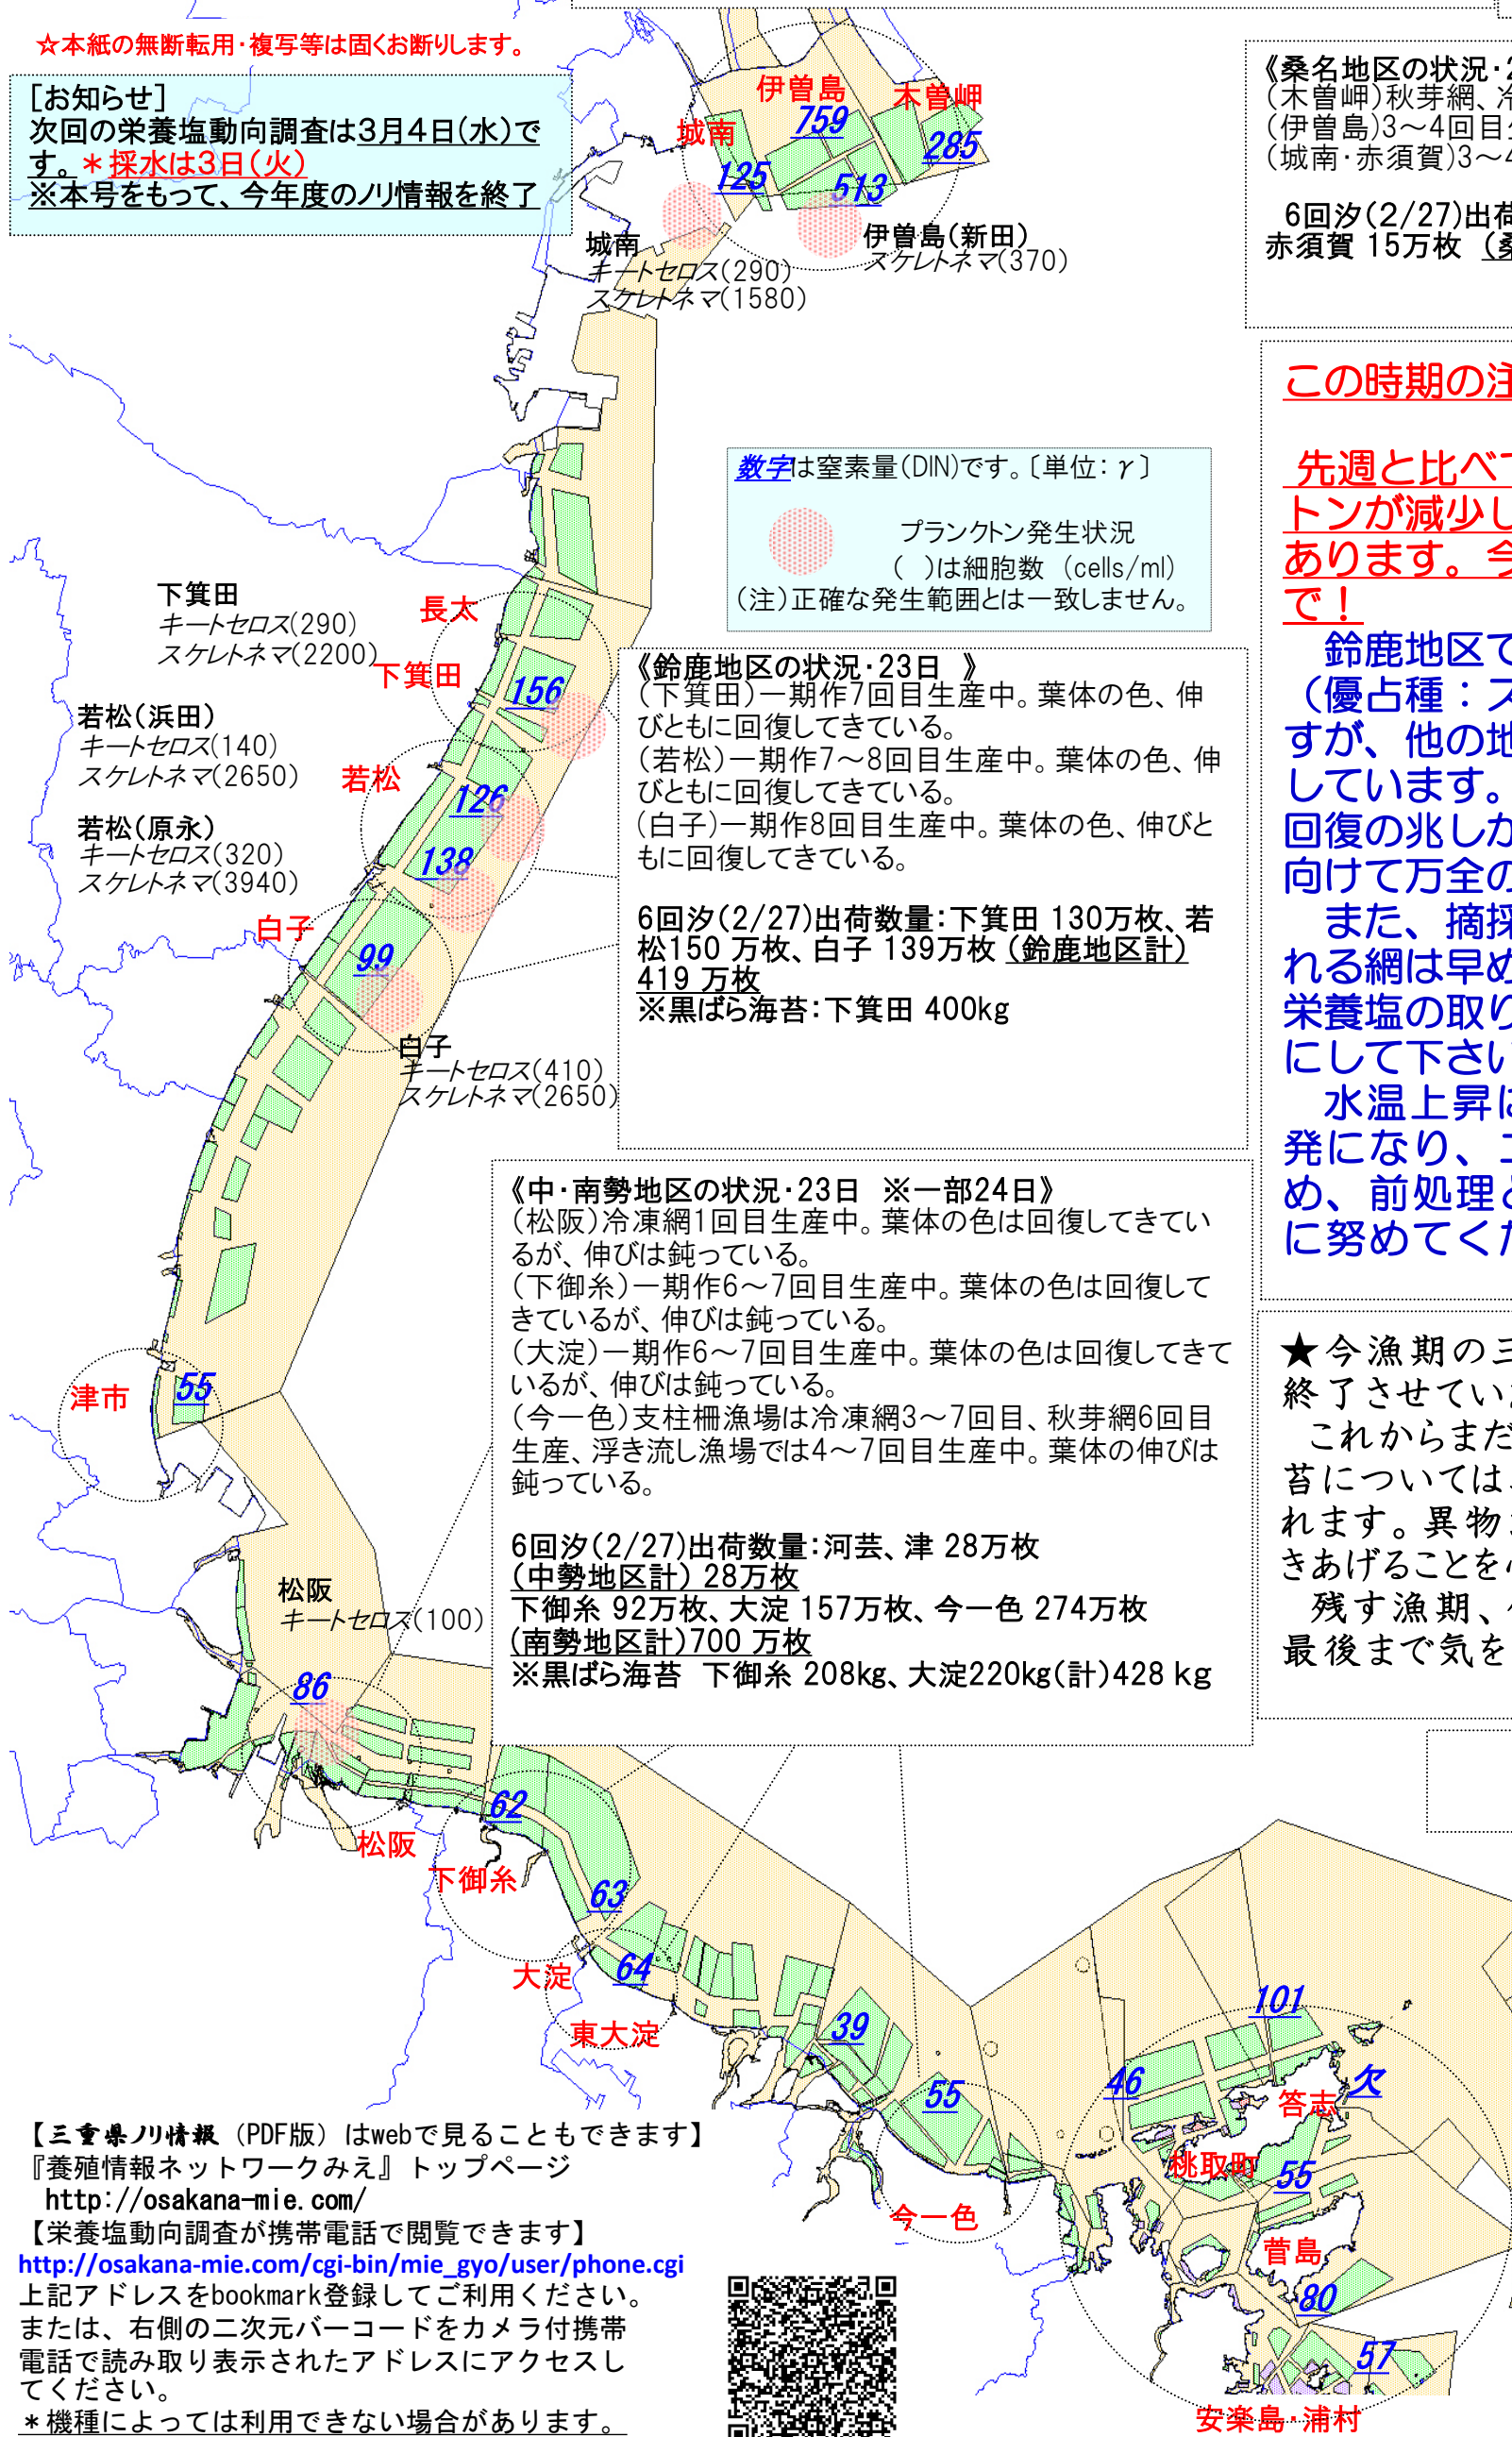 ☆本紙の無断転用･複写等は固くお断りします。
［お知らせ］
次回の栄養塩動向調査は３月４日(水)で
す。＊採水は３日(火)
※本号をもって、今年度のノリ情報を終了
伊曽島
木曽岬
城南
759
285
125
513
城南
キートセロス(290)
スケレトネマ(1580)
伊曽島(新田)
スケレトネマ(370)
《桑名地区の状況･2
(木曽岬)秋芽網、冷
(伊曽島)3～4回目
(城南･赤須賀)3～4
6回汐(2/27)出荷
赤須賀 15万枚 (桑
この時期の注
先週と比べ
トンが減少し
あります。今
で！
鈴鹿地区で
（優占種：ス
すが、他の地
しています。
回復の兆しが
向けて万全の
また、摘採
れる網は早め
栄養塩の取り
にして下さい
水温上昇に
発になり、エ
め、前処理と
に努めてくだ
数字は窒素量(DIN)です。〔単位：γ〕
プランクトン発生状況
(　)は細胞数 (cells/ml)
(注)正確な発生範囲とは一致しません。
下箕田
キートセロス(290)
スケレトネマ(2200)
長太
下箕田
156
若松(浜田)
キートセロス(140)
スケレトネマ(2650)
若松
126
若松(原永)
キートセロス(320)
スケレトネマ(3940)
138
白子
99
白子
キートセロス(410)
スケレトネマ(2650)
《鈴鹿地区の状況･23日 》
(下箕田)一期作7回目生産中。葉体の色、伸
びともに回復してきている。
(若松)一期作7～8回目生産中。葉体の色、伸
びともに回復してきている。
(白子)一期作8回目生産中。葉体の色、伸びと
もに回復してきている。
6回汐(2/27)出荷数量：下箕田 130万枚、若
松150 万枚、白子 139万枚 (鈴鹿地区計)
419 万枚
※黒ばら海苔：下箕田 400kg
《中･南勢地区の状況･23日 ※一部24日》
(松阪)冷凍網1回目生産中。葉体の色は回復してきてい
るが、伸びは鈍っている。
(下御糸)一期作6～7回目生産中。葉体の色は回復して
きているが、伸びは鈍っている。
(大淀)一期作6～7回目生産中。葉体の色は回復してきて
いるが、伸びは鈍っている。
(今一色)支柱柵漁場は冷凍網3～7回目、秋芽網6回目
生産、浮き流し漁場では4～7回目生産中。葉体の伸びは
鈍っている。
6回汐(2/27)出荷数量：河芸、津 28万枚
(中勢地区計) 28万枚
下御糸 92万枚、大淀 157万枚、今一色 274万枚
(南勢地区計)700 万枚
※黒ばら海苔 下御糸 208kg、大淀220kg(計)428 kg
★今漁期の三
終了させてい
これからまだ
苔については
れます。異物
きあげることを
残す漁期、
最後まで気を
津市
55
松阪
キートセロス(100)
86
松阪
62
下御糸
63
大淀
64
東大淀
39
55
今一色
101
46
欠
答志
桃取町
55
菅島
80
57
安楽島･浦村
【三重県ノリ情報（PDF版）はwebで見ることもできます】
『養殖情報ネットワークみえ』トップページ
http://osakana-mie.com/
【栄養塩動向調査が携帯電話で閲覧できます】
http://osakana-mie.com/cgi-bin/mie_gyo/user/phone.cgi
上記アドレスをbookmark登録してご利用ください。
または、右側の二次元バーコードをカメラ付携帯
電話で読み取り表示されたアドレスにアクセスし
てください。
＊機種によっては利用できない場合があります。